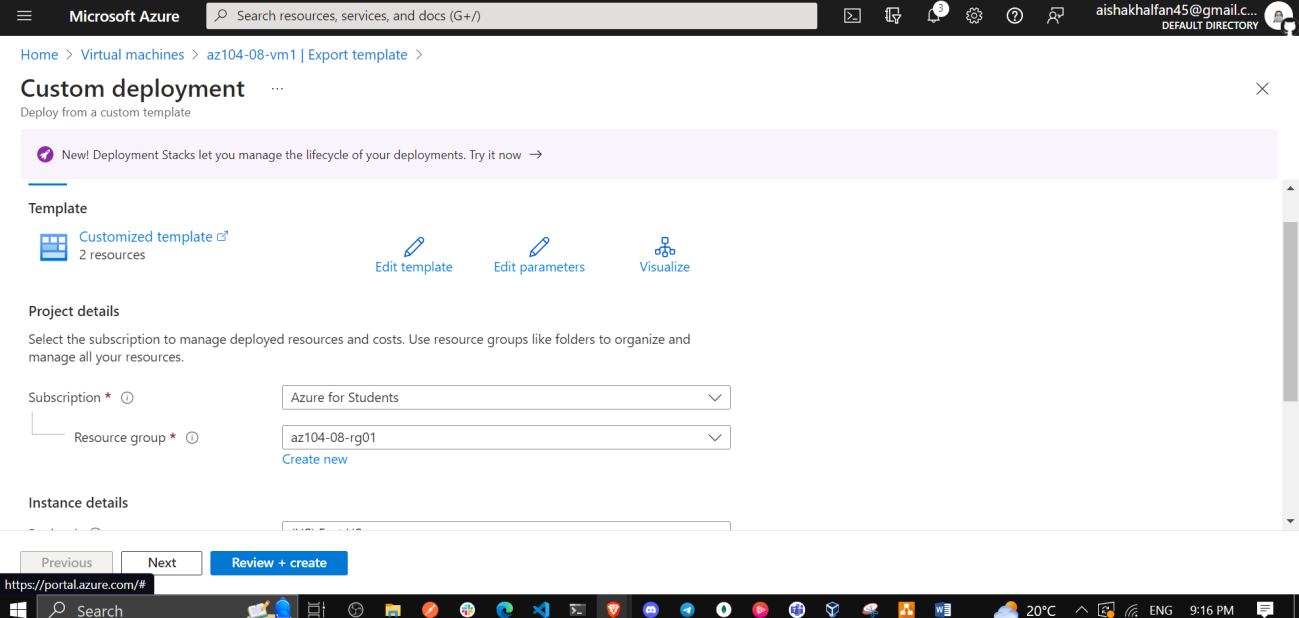 Microsoft Azure
Search resources, services, and docs (G+/)
3
aishakhalfan45@gmail.c...
DEFAULT DIRECTORY
Home > Virtual machines > az104-08-vm1 | Export template >
Custom deployment ...
Deploy from a custom template
New! Deployment Stacks let you manage the lifecycle of your deployments. Try it now →
Template
Customized template
2 resources
Edit template
Edit parameters
Visualize
Project details
Select the subscription to manage deployed resources and costs. Use resource groups like folders to organize and
manage all your resources.
Subscription *
Azure for Students
Resource group *
az104-08-rg01
Create new
Instance details
Previous
Next
Review + create
https://portal.azure.com/#
Search
20°C
ENG
9:16 PM